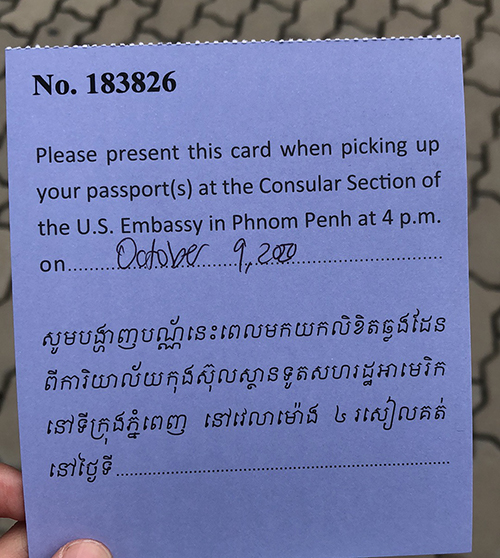 No. 183826
Please present this card when picking up
your passport(s) at the Consular Section of
the U.S. Embassy in Phnom Penh at 4 p.m.
on......October 9, 200......
សូមបង្ហាញបណ្ណ័នេះពេលមកយកលិខិតឆ្លងដែន
ពីការិយាល័យកុងស៊ុលស្ថានទូតសហរដ្ឋអាមេរិក
នៅទីក្រុងភ្នំពេញ នៅវេលាម៉ោង ៤ រសៀលគត់
នៅថ្ងៃទី......